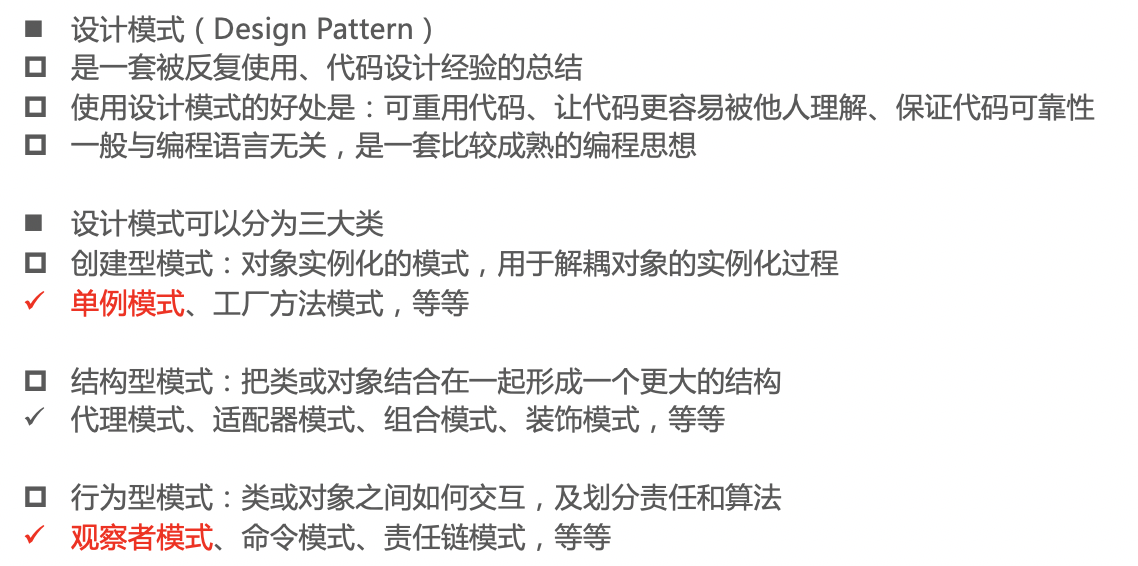 ■ 设计模式（Design Pattern）
□ 是一套被反复使用、代码设计经验的总结
□ 使用设计模式的好处是：可重用代码、让代码更容易被他人理解、保证代码可靠性
□ 一般与编程语言无关，是一套比较成熟的编程思想
■ 设计模式可以分为三大类
□ 创建型模式：对象实例化的模式，用于解耦对象的实例化过程
✓ 单例模式、工厂方法模式，等等
□ 结构型模式：把类或对象结合在一起形成一个更大的结构
✓ 代理模式、适配器模式、组合模式、装饰模式，等等
□ 行为型模式：类或对象之间如何交互，及划分责任和算法
✓ 观察者模式、命令模式、责任链模式，等等